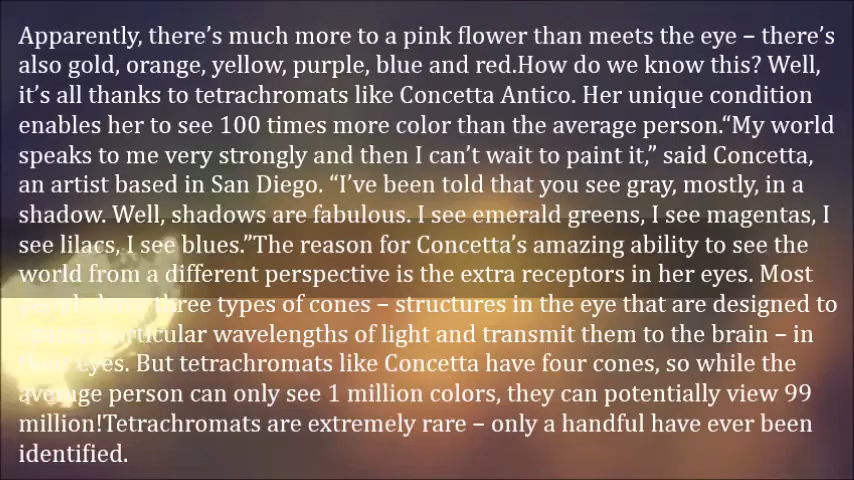 Apparently, there's much more to a pink flower than meets the eye – there's
also gold, orange, yellow, purple, blue and red.How do we know this? Well,
it's all thanks to tetrachromats like Concetta Antico. Her unique condition
enables her to see 100 times more color than the average person.“My world
speaks to me very strongly and then I can't wait to paint it,” said Concetta,
an artist based in San Diego. “I've been told that you see gray, mostly, in a
shadow. Well, shadows are fabulous. I see emerald greens, I see magentas, I
see lilacs, I see blues.”The reason for Concetta's amazing ability to see the
world from a different perspective is the extra receptors in her eyes. Most
three types of cones – structures in the eye that are designed to
particular wavelengths of light and transmit them to the brain – in
their eyes. But tetrachromats like Concetta have four cones, so while the
average person can only see 1 million colors, they can potentially view 99
million!Tetrachromats are extremely rare – only a handful have ever been
identified.